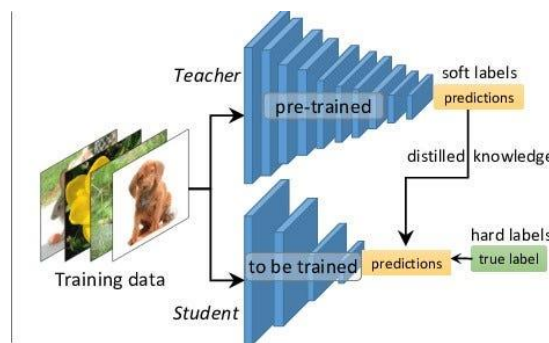 Teacher
pre-trained
soft labels
predictions
distilled knowledge
Training data
to be trained
predictions
hard labels
true label
Student